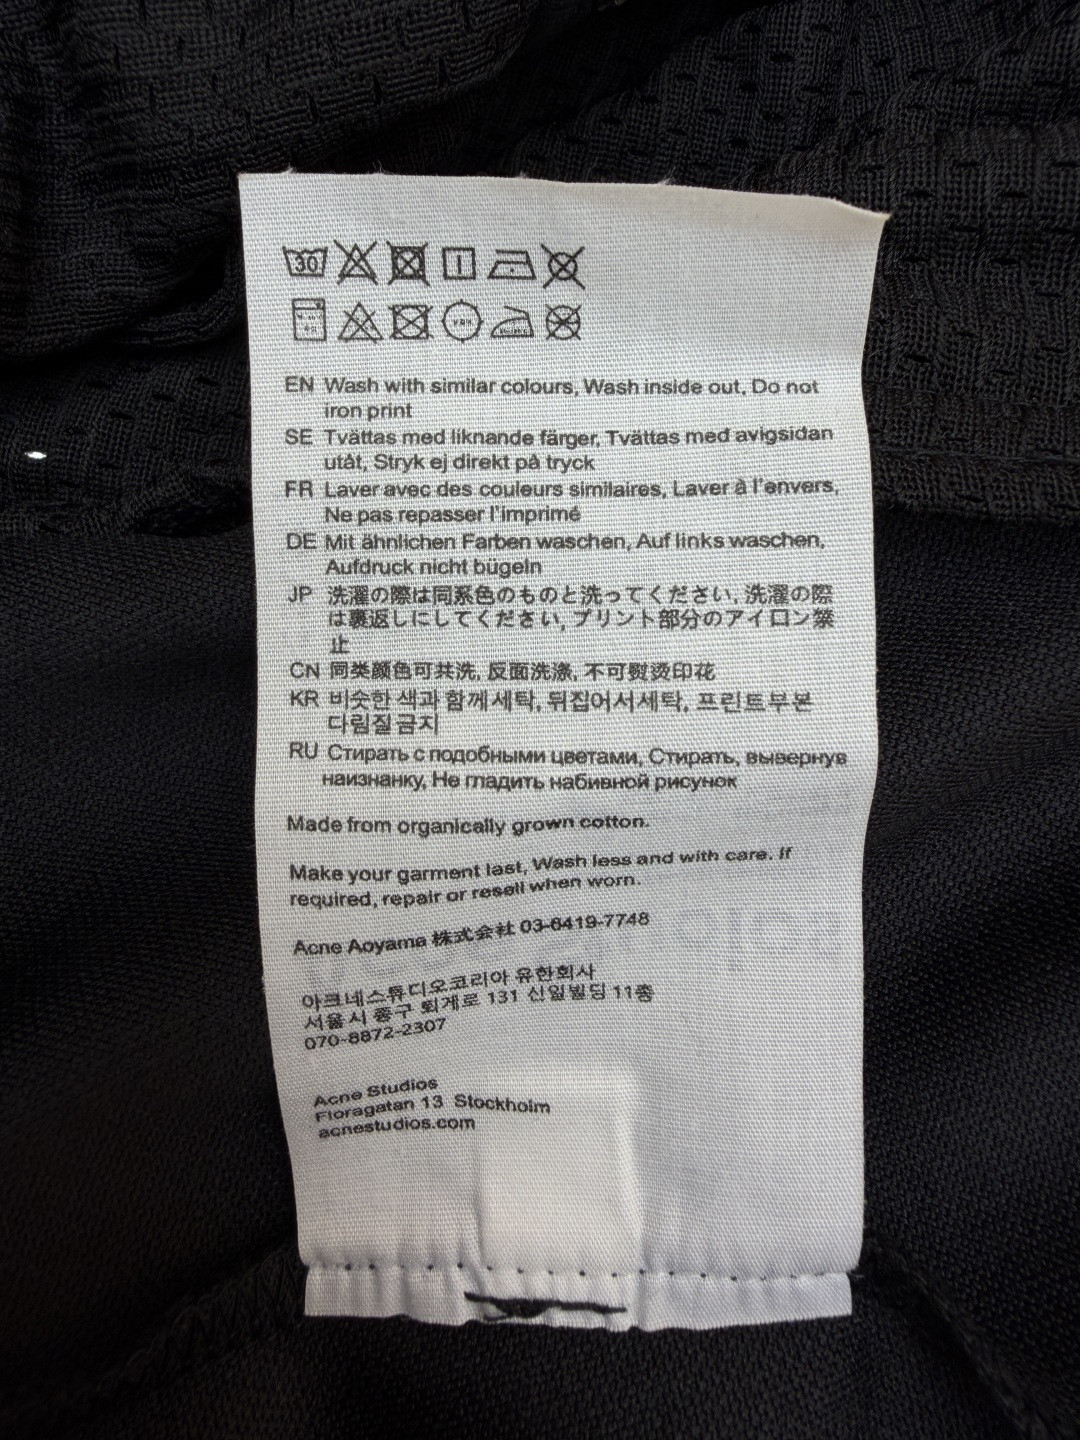 30
EN Wash with similar colours, Wash inside out, Do not
iron print
SE Tvättas med liknande färger, Tvättas med avigsidan
utåt, Stryk ej direkt på tryck
FR Laver avec des couleurs similaires, Laver à l'envers,
Ne pas repasser l'imprimé
DE Mit ähnlichen Farben waschen, Auf links waschen,
Aufdruck nicht bügeln
JP 洗濯の際は同系色のものと洗ってください, 洗濯の際
は裏返しにしてください, プリント部分のアイロン禁
止
CN 同类颜色可共洗, 反面洗涤, 不可熨烫印花
KR 비슷한 색과 함께 세탁, 뒤집어서 세탁, 프린트 부분
다림질 금지
RU Стирать с подобными цветами, Стирать, вывернув
наизнанку, Не гладить набивной рисунок
Made from organically grown cotton.
Make your garment last, Wash less and with care. If
required, repair or resell when worn.
Acne Aoyama 株式会社 03-6419-7748
아크네스튜디오코리아 유한회사
서울시 중구 퇴계로 131 신일빌딩 11층
070-8872-2307
Acne Studios
Floragatan 13 Stockholm
acnestudios.com